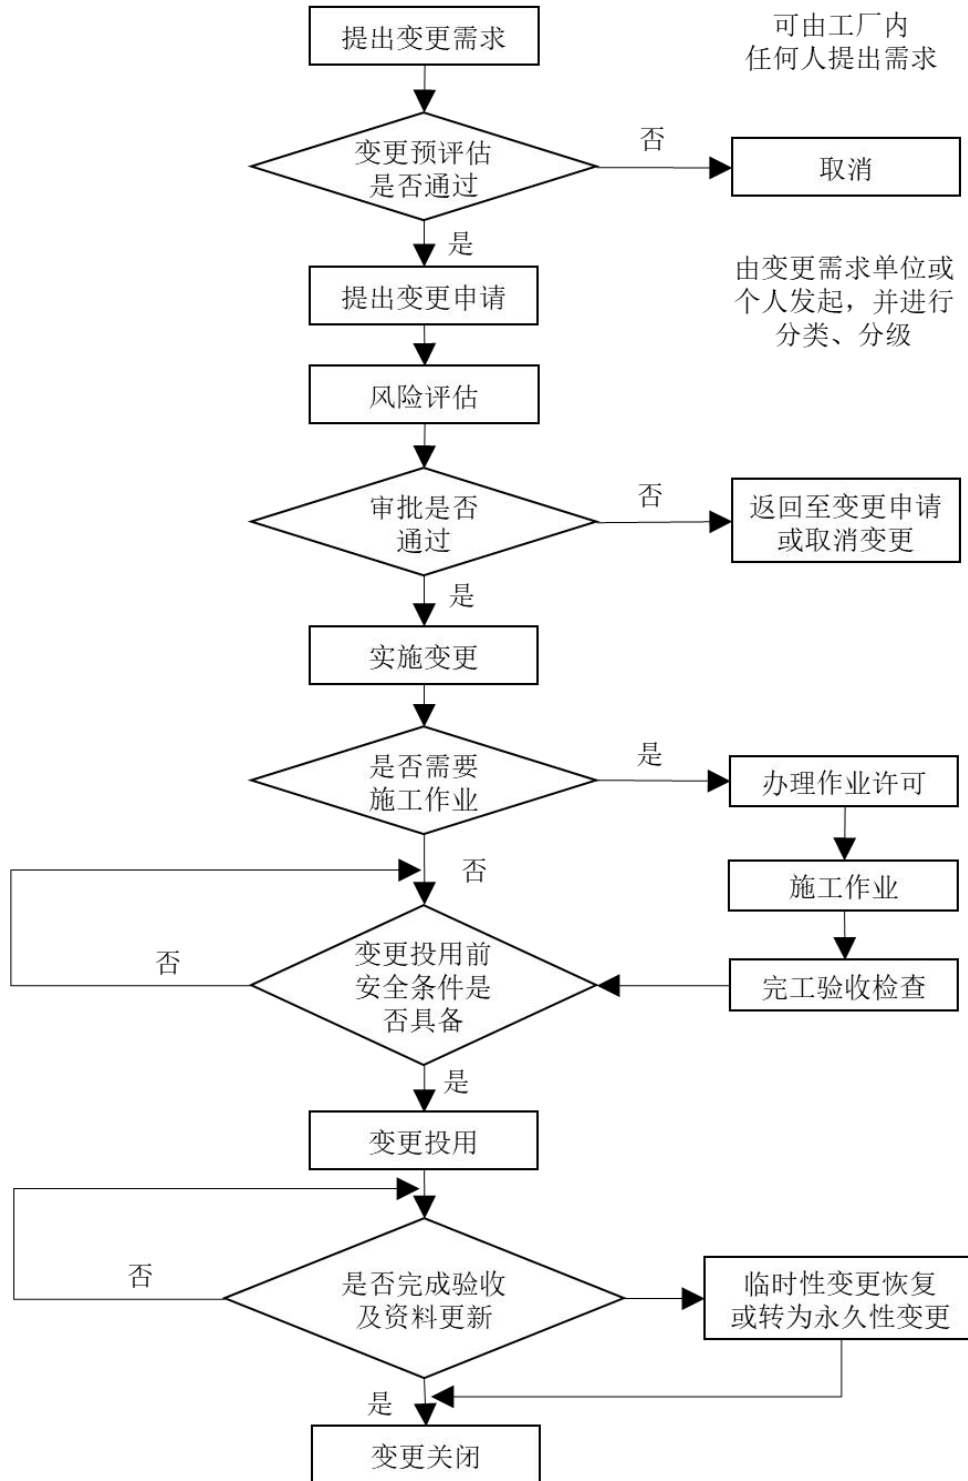 提出变更需求
可由工厂内
任何人提出需求
变更预评估
是否通过
否
取消
是
由变更需求单位或
个人发起，并进行
分类、分级
提出变更申请
风险评估
审批是否
通过
否
返回至变更申请
或取消变更
是
实施变更
是否需要
施工作业
是
办理作业许可
否
施工作业
变更投用前
安全条件是
否具备
否
完工验收检查
是
变更投用
否
是否完成验收
及资料更新
临时性变更恢复
或转为永久性变更
是
变更关闭